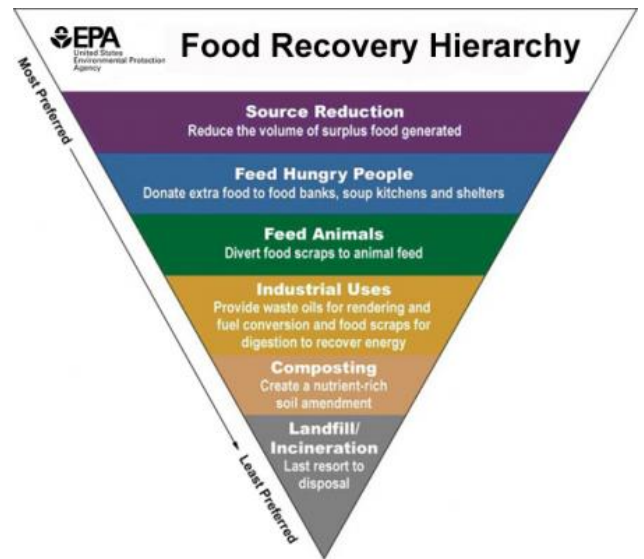 EPA
United States
Environmental Protection
Agency
Food Recovery Hierarchy
Most Preferred
Source Reduction
Reduce the volume of surplus food generated
Feed Hungry People
Donate extra food to food banks, soup kitchens and shelters
Feed Animals
Divert food scraps to animal feed
Industrial Uses
Provide waste oils for rendering and
fuel conversion and food scraps for
digestion to recover energy
Composting
Create a nutrient-rich
soil amendment
Landfill/
Incineration
Last resort to
disposal
Least Preferred